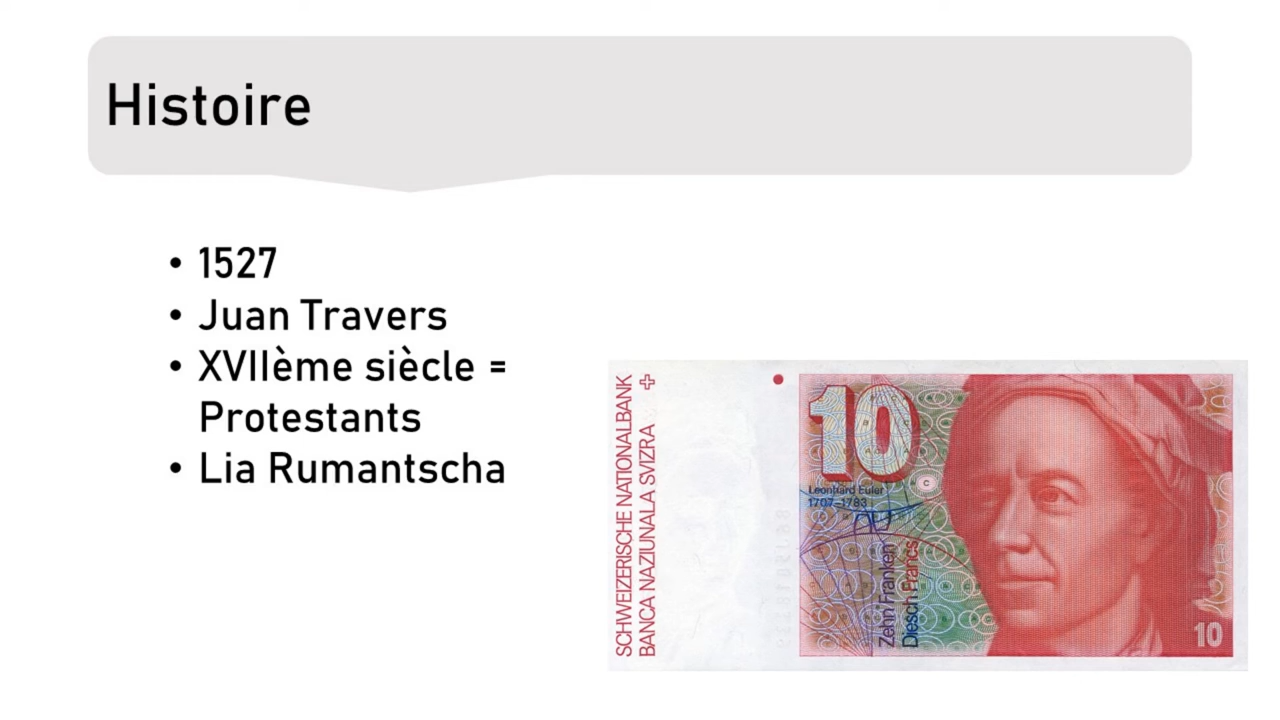 Histoire
• 1527
• Juan Travers
• XVIIème siècle =
Protestants
• Lia Rumantscha
SCHWEIZERISCHE NATIONALBANK
BANCA NAZIUNALA SVIZRA
10
C
Leonhard Euler
1707–1783
Zehn Franken
Diesch Francs
10